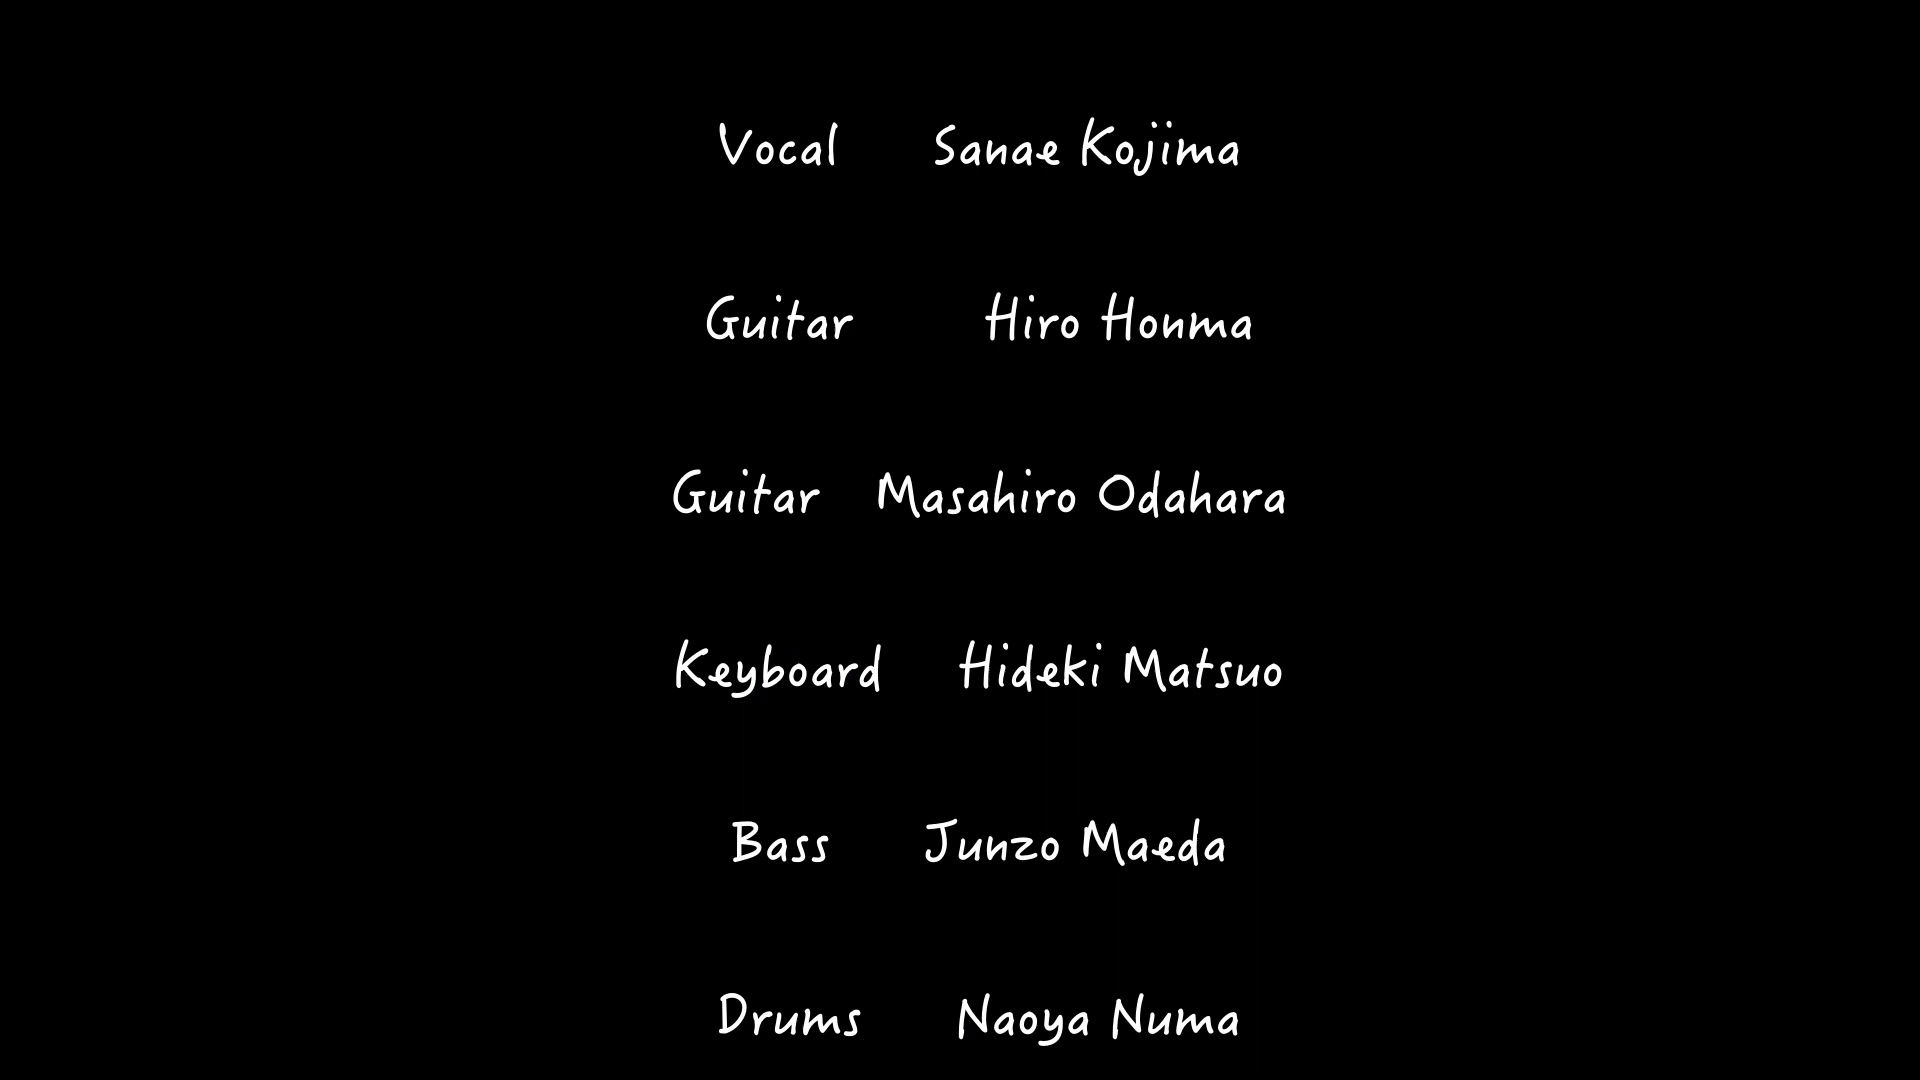 Vocal Sanae Kojima
Guitar Hiro Honma
Guitar Masahiro Odahara
Keyboard Hideki Matsuo
Bass Junzo Maeda
Drums Naoya Numa